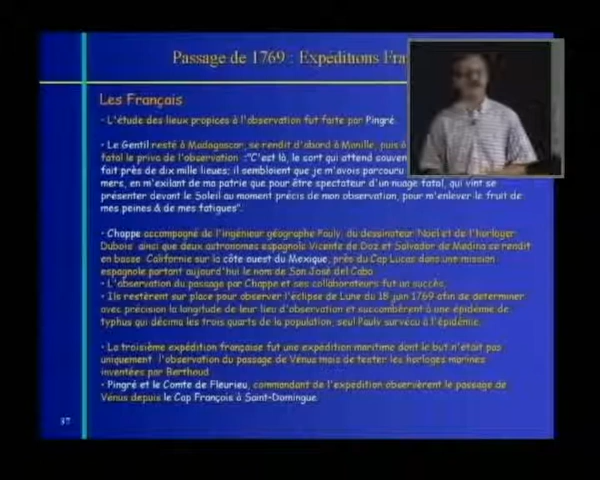 Passage de 1769 : Expéditions Fra
Les Français
• L'étude des lieux propices à l'observation fut faite par Pingré.
• Le Gentil resté à Madagascar, se rendit d'abord à Manille, puis à
fatal le priva de l'observation :"C'est là, le sort qui attend souven
fait près de dix mille lieues; il sembloient que je m'avois parcouru
mers, en m'exilant de ma patrie que pour être spectateur d'un nuage fatal, qui vint se
présenter devant le Soleil au moment précis de mon observation, pour m'enlever le fruit de
mes peines & de mes fatigues".
• Chappe accompagné de l'ingénieur géographe Pauly, du dessinateur Noel et de l'horloger
Dubois ainsi que deux astronomes espagnols Vicente de Doz et Salvador de Medina se rendit
en basse Californie sur la côte ouest du Mexique, près du Cap Lucas dans une mission
espagnole portant aujourd'hui le nom de San José del Cabo
• L'observation du passage par Chappe et ses collaborateurs fut un succès,
• Ils restèrent sur place pour observer l'éclipse de Lune du 18 juin 1769 afin de déterminer
avec précision la longitude de leur lieu d'observation et succombèrent à une épidémie de
typhus qui décima les trois quarts de la population, seul Pauly survécu à l'épidémie.
• La troisième expédition française fut une expédition maritime dont le but n'était pas
uniquement l'observation du passage de Vénus mais de tester les horloges marines
inventées par Berthoud
• Pingré et le Comte de Fleurieu, commandant de l'expédition observèrent le passage de
Vénus depuis le Cap Français à Saint-Domingue.
37